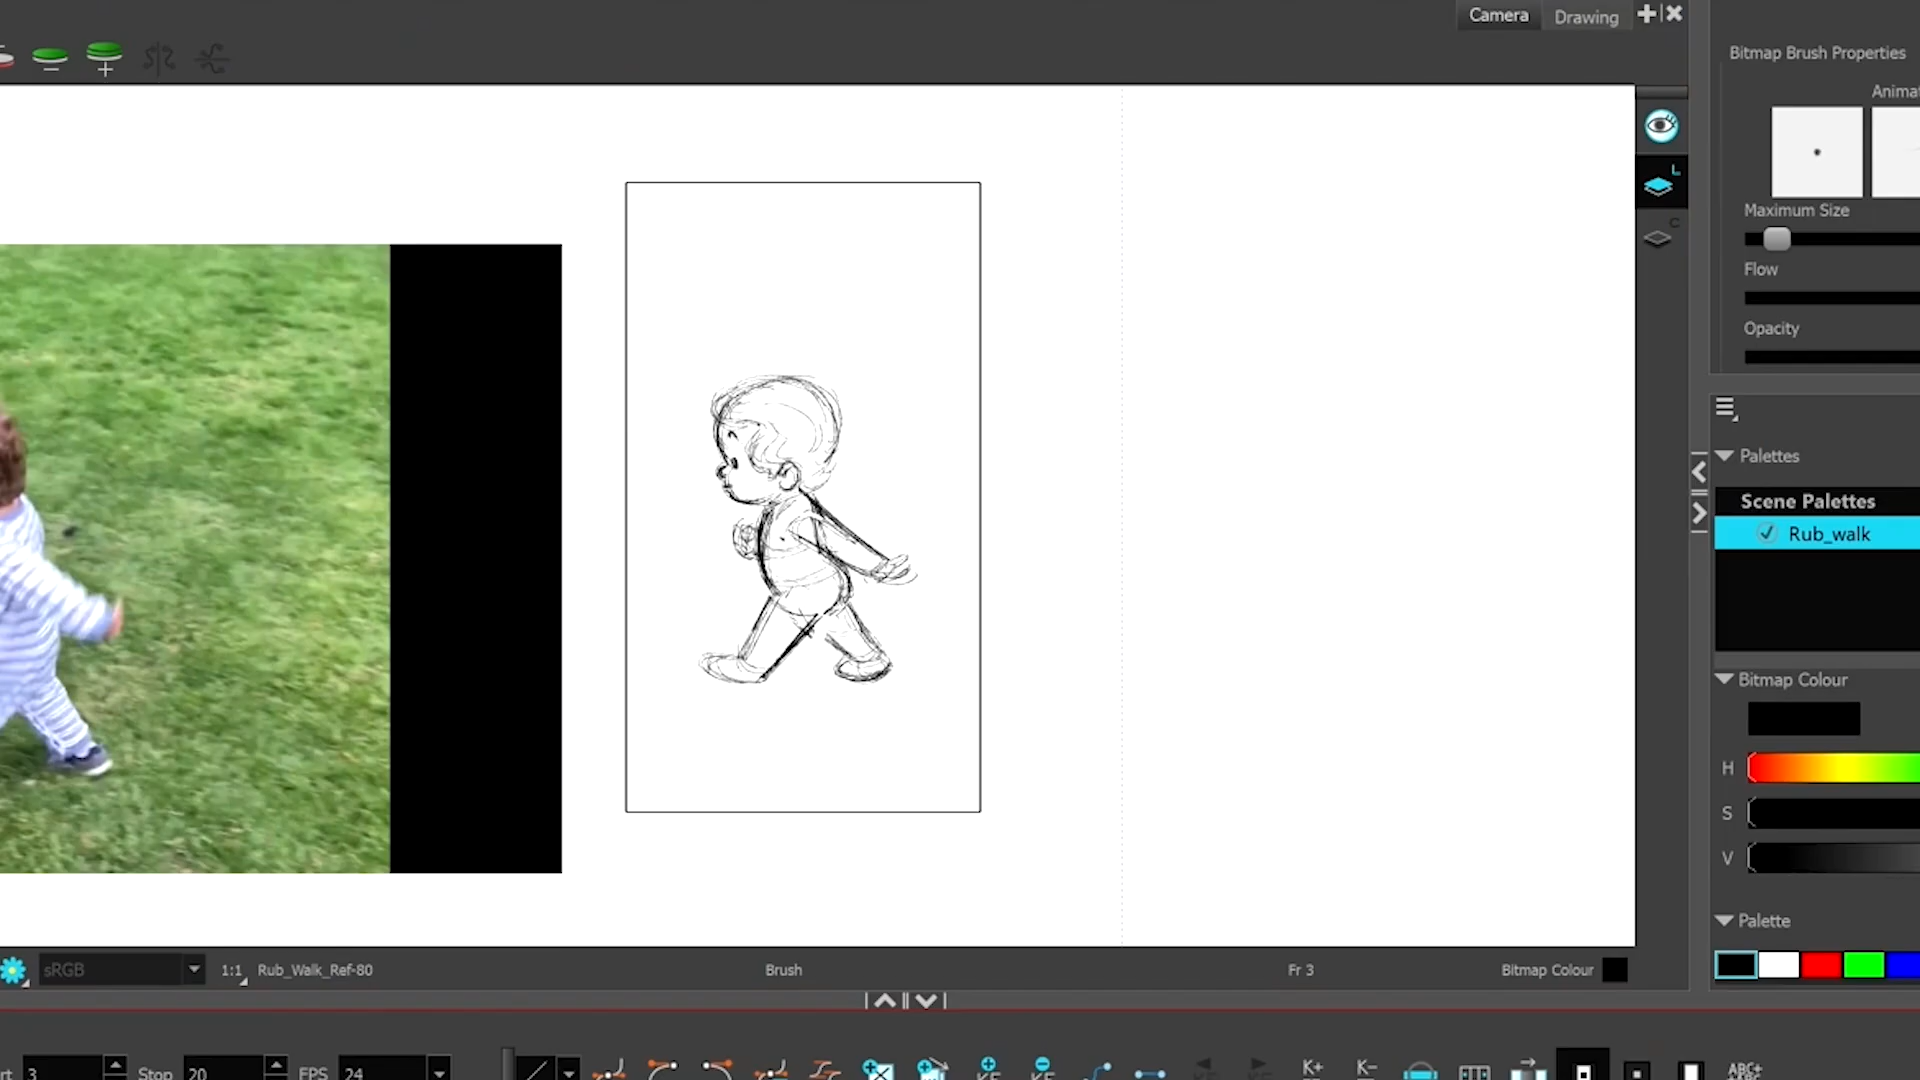 Camera
Drawing
Bitmap Brush Properties
Maximum Size
Flow
Opacity
L
C
Palettes
Scene Palettes
Rub_walk
Bitmap Colour
H
S
V
Palette
sRGB
1:1
Rub_Walk_Ref-80
Brush
Fr 3
Bitmap Colour
3
Stop
20
FPS
24
K+
K-
ABC+